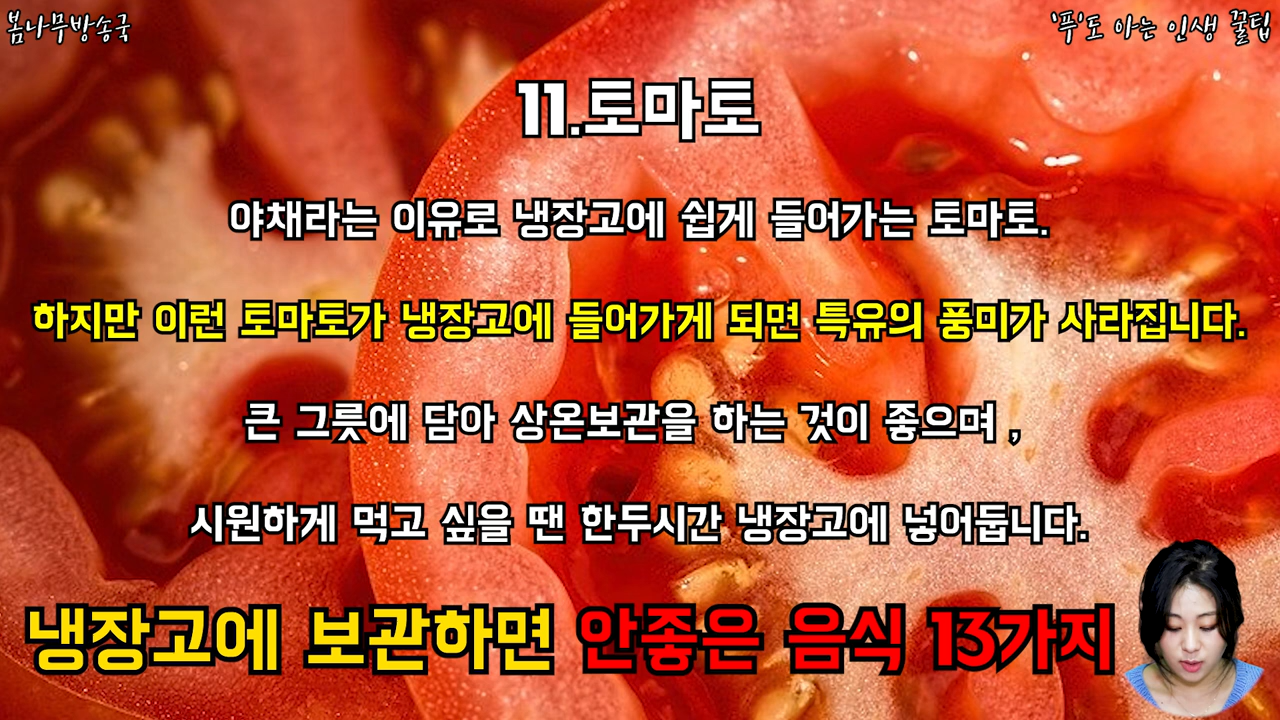 봄나무방송국
'푸'도 아는 인생 꿀팁
11.토마토
야채라는 이유로 냉장고에 쉽게 들어가는 토마토.
하지만 이런 토마토가 냉장고에 들어가게 되면 특유의 풍미가 사라집니다.
큰 그릇에 담아 상온보관을 하는 것이 좋으며 ,
시원하게 먹고 싶을 땐 한두시간 냉장고에 넣어둡니다.
냉장고에 보관하면 안좋은 음식 13가지